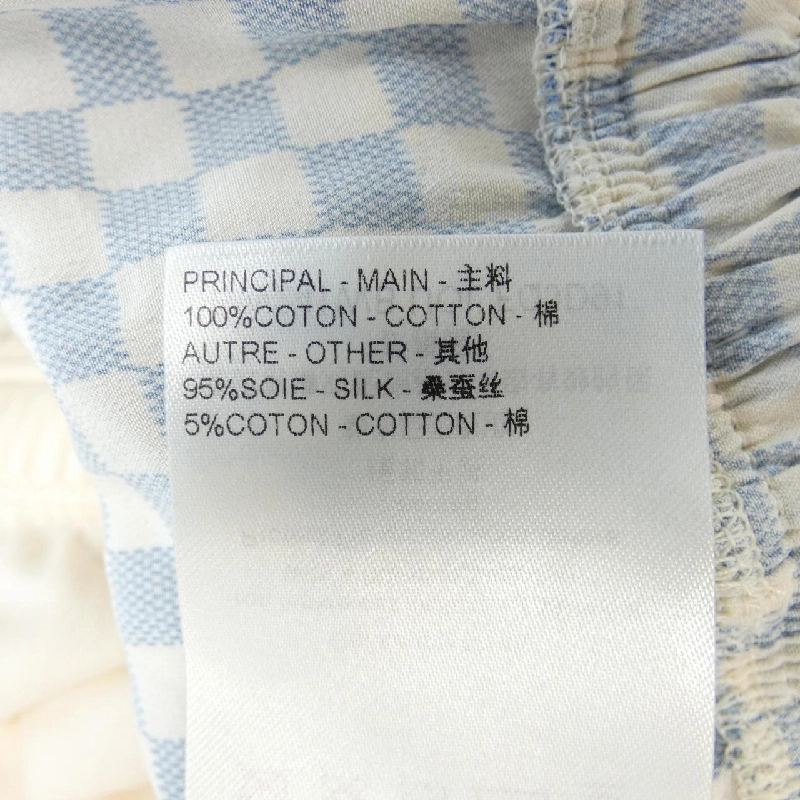 PRINCIPAL - MAIN - 主料
100%COTON - COTTON - 棉
AUTRE - OTHER - 其他
95%SOIE - SILK - 桑蚕丝
5%COTON - COTTON - 棉